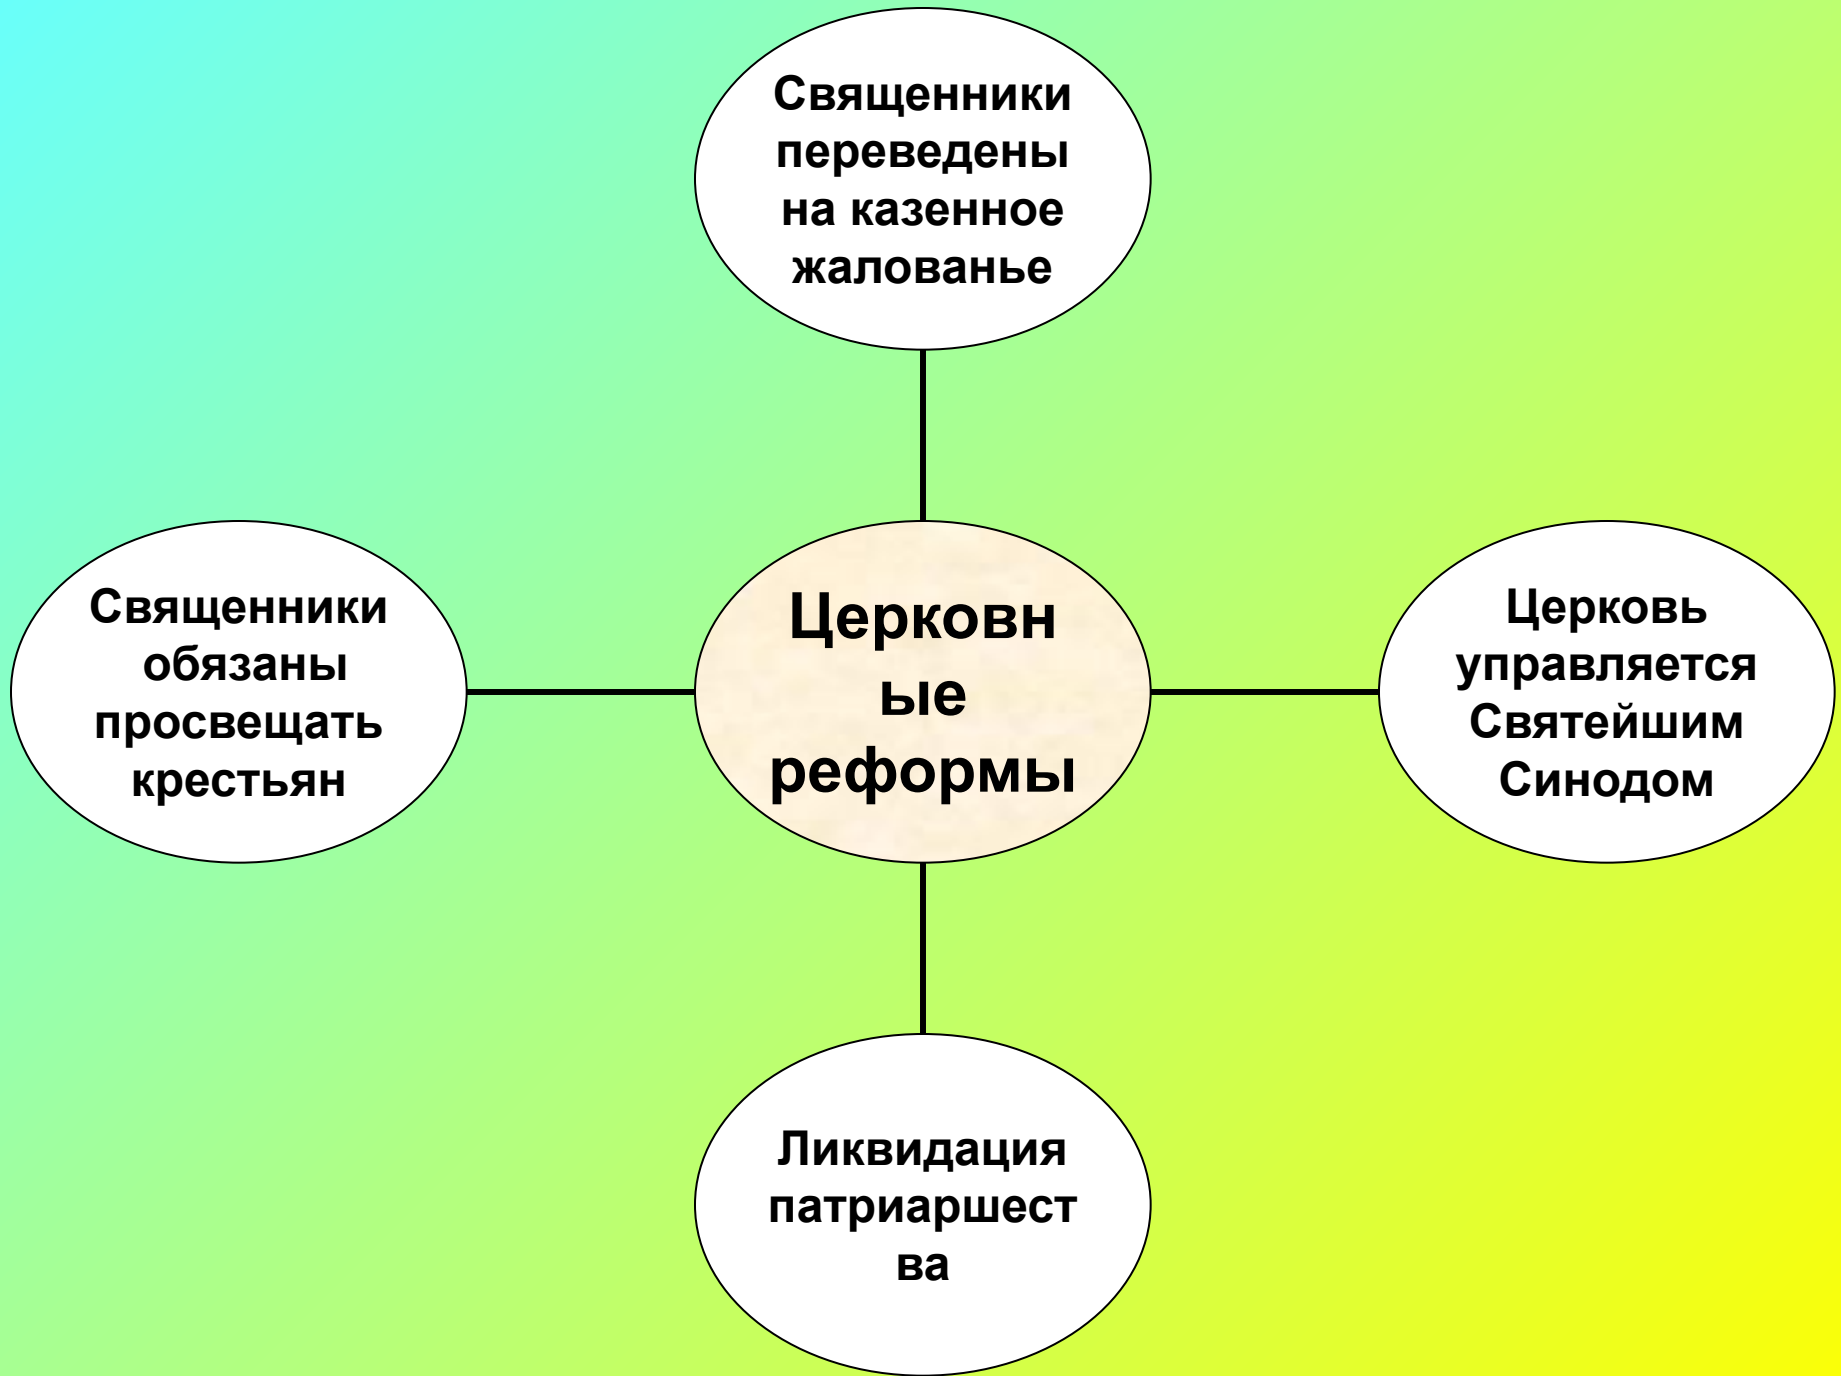 Священники
переведены
на казенное
жалованье
Священники
обязаны
просвещать
крестьян
Церковн
ые
реформы
Церковь
управляется
Святейшим
Синодом
Ликвидация
патриаршест
ва